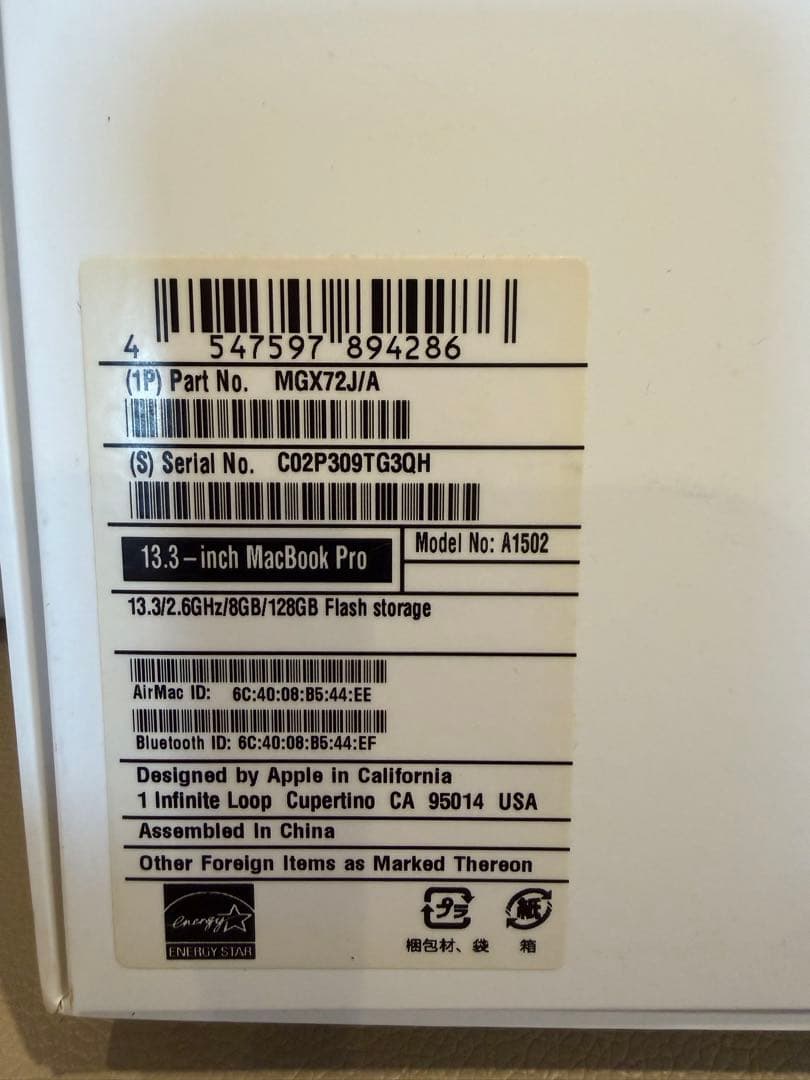 4 547597 894286
(1P) Part No. MGX72J/A
(S) Serial No. C02P309TG3QH
13.3-inch MacBook Pro
Model No: A1502
13.3/2.6GHz/8GB/128GB Flash storage
AirMac ID: 6C:40:08:B5:44:EE
Bluetooth ID: 6C:40:08:B5:44:EF
Designed by Apple in California
1 Infinite Loop Cupertino CA 95014 USA
Assembled In China
Other Foreign Items as Marked Thereon
energy
ENERGY STAR
プラ
紙
梱包材、袋
箱